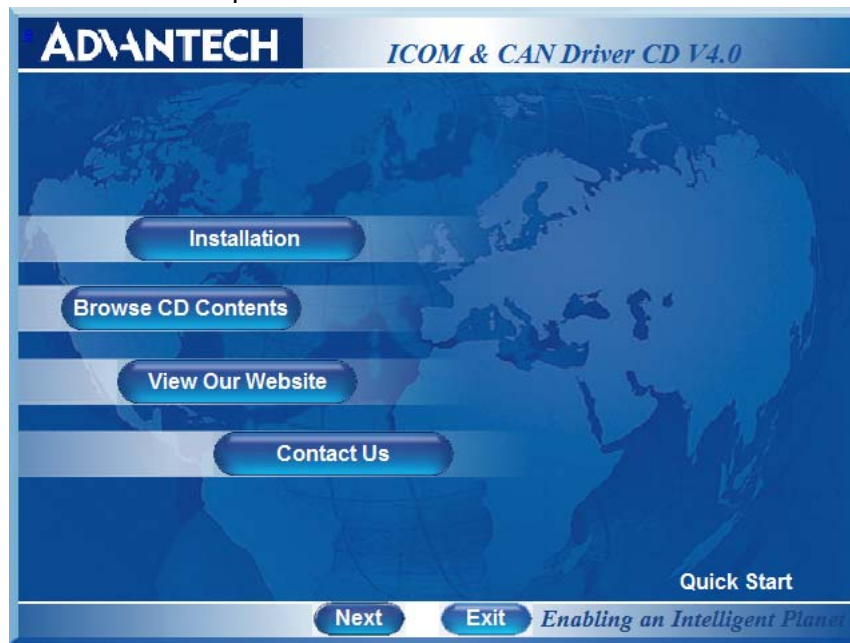 ADVANTECH
ICOM & CAN Driver CD V4.0
Installation
Browse CD Contents
View Our Website
Contact Us
Quick Start
Next Exit Enabling an Intelligent Planet